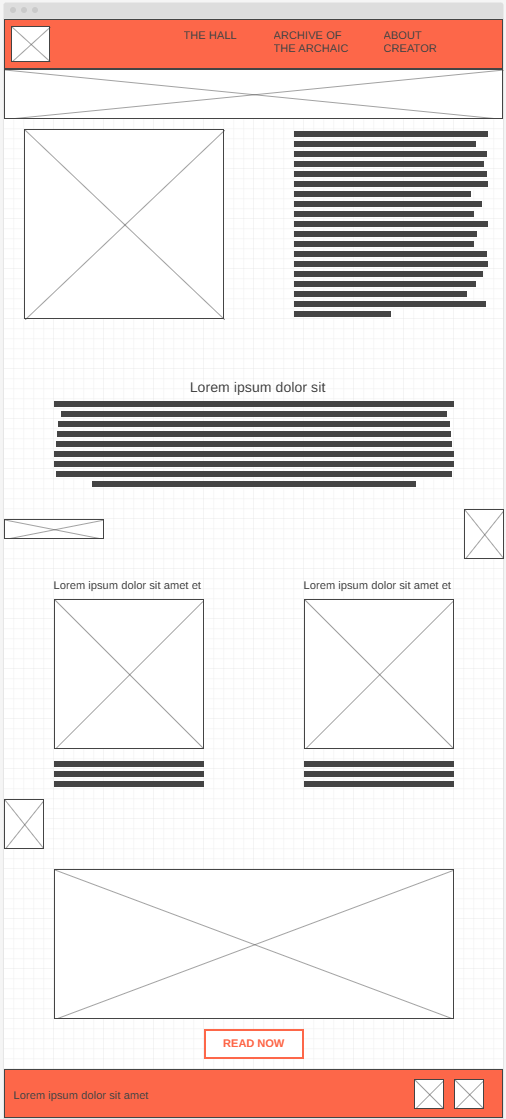 THE HALL
ARCHIVE OF
THE ARCHAIC
ABOUT
CREATOR
Lorem ipsum dolor sit
Lorem ipsum dolor sit amet et
Lorem ipsum dolor sit amet et
READ NOW
Lorem ipsum dolor sit amet